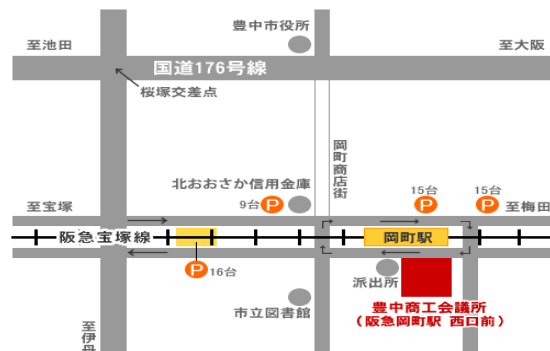 豊中市役所
至池田
至大阪
国道176号線
桜塚交差点
岡町商店街
北おおさか信用金庫
9台
P
15台
P
15台
P
至宝塚
至梅田
阪急宝塚線
岡町駅
P
16台
派出所
市立図書館
豊中商工会議所
(阪急岡町駅 西口前)
至伊丹